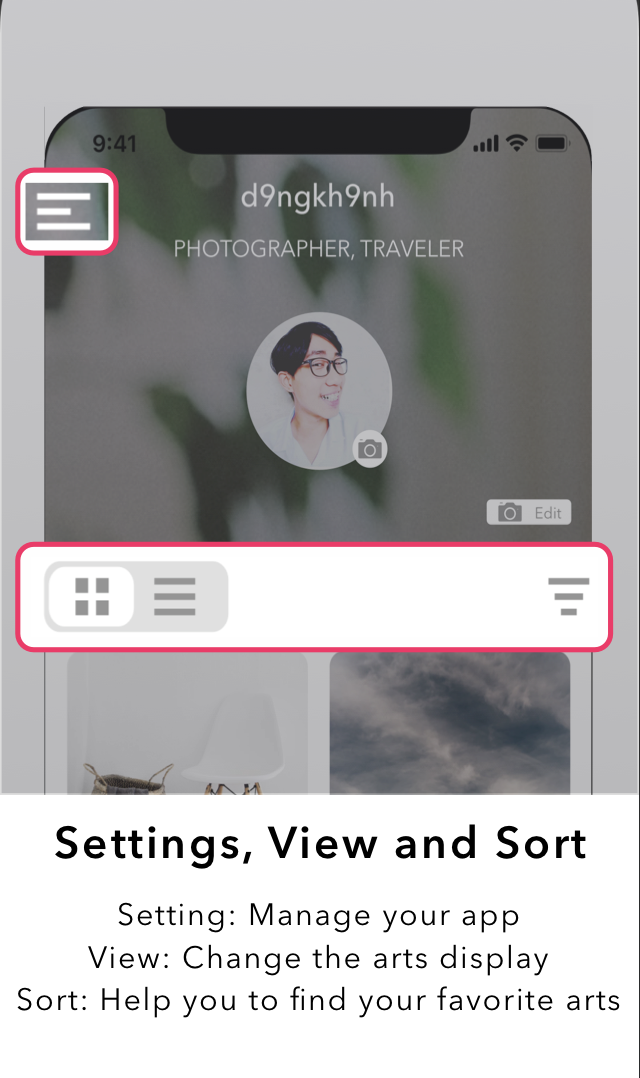 9:41
d9ngkh9nh
PHOTOGRAPHER, TRAVELER
Edit
Settings, View and Sort
Setting: Manage your app
View: Change the arts display
Sort: Help you to find your favorite arts